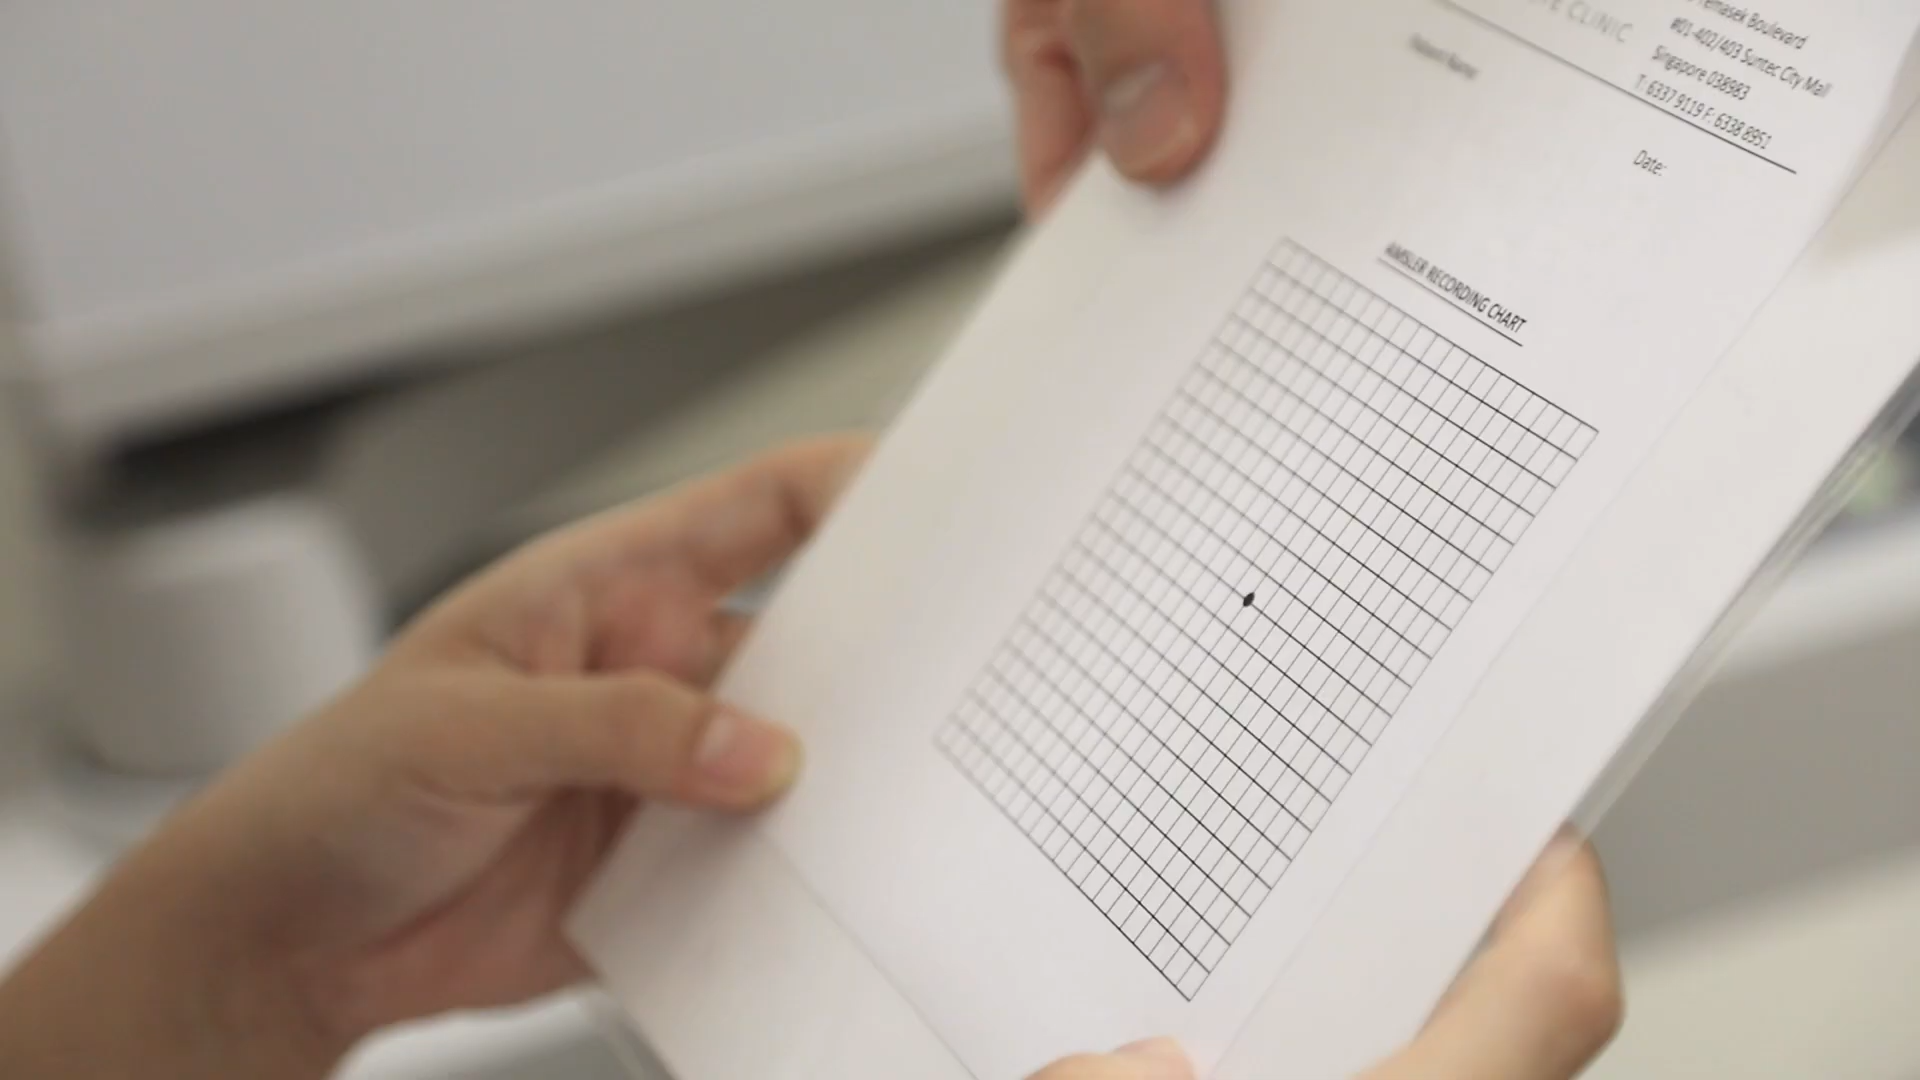 CLINIC
Temasek Boulevard
#01-402/403 Suntec City Mall
Singapore 038983
T: 6337 9119 F: 6338 8951
Patient Name:
Date:
AMSLER RECORDING CHART